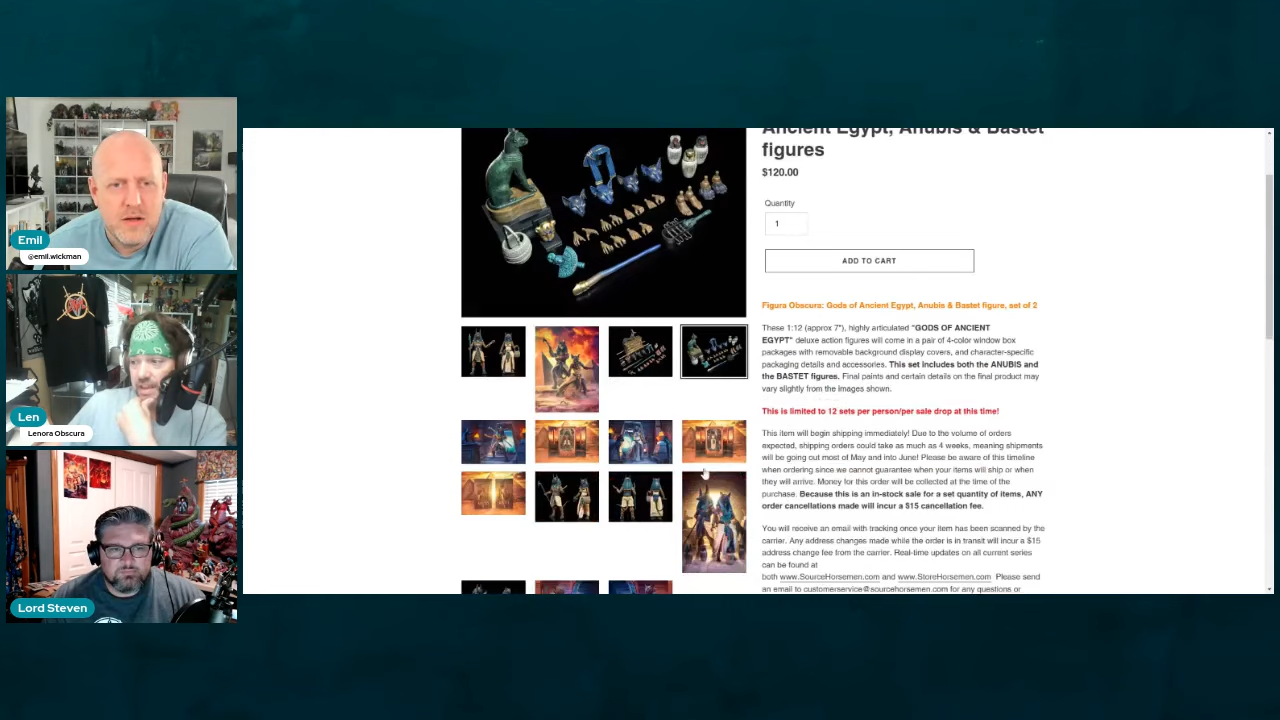 Emil
@emil.wickman
Len
Lenora Obscura
Lord Steven
Ancient Egypt, Anubis & Bastet
figures
$120.00
Quantity
1
ADD TO CART
Figura Obscura: Gods of Ancient Egypt, Anubis & Bastet figure, set of 2
These 1:12 (approx 7"), highly articulated "GODS OF ANCIENT
EGYPT" deluxe action figures will come in a pair of 4-color window box
packages with removable background display covers, and character-specific
packaging details and accessories. This set includes both the ANUBIS and
the BASTET figures. Final paints and certain details on the final product may
vary slightly from the images shown.
This is limited to 12 sets per person/per sale drop at this time!
This item will begin shipping immediately! Due to the volume of orders
expected, shipping orders could take as much as 4 weeks, meaning shipments
will be going out most of May and into June! Please be aware of this timeline
when ordering since we cannot guarantee when your items will ship or when
they will arrive. Money for this order will be collected at the time of the
purchase. Because this is an in-stock sale for a set quantity of items, ANY
order cancellations made will incur a $15 cancellation fee.
You will receive an email with tracking once your item has been scanned by the
carrier. Any address changes made while the order is in transit will incur a $15
address change fee from the carrier. Real-time updates on all current series
can be found at
both www.SourceHorsemen.com and www.StoreHorsemen.com Please send
an email to customerservice@sourcehorsemen.com for any questions or